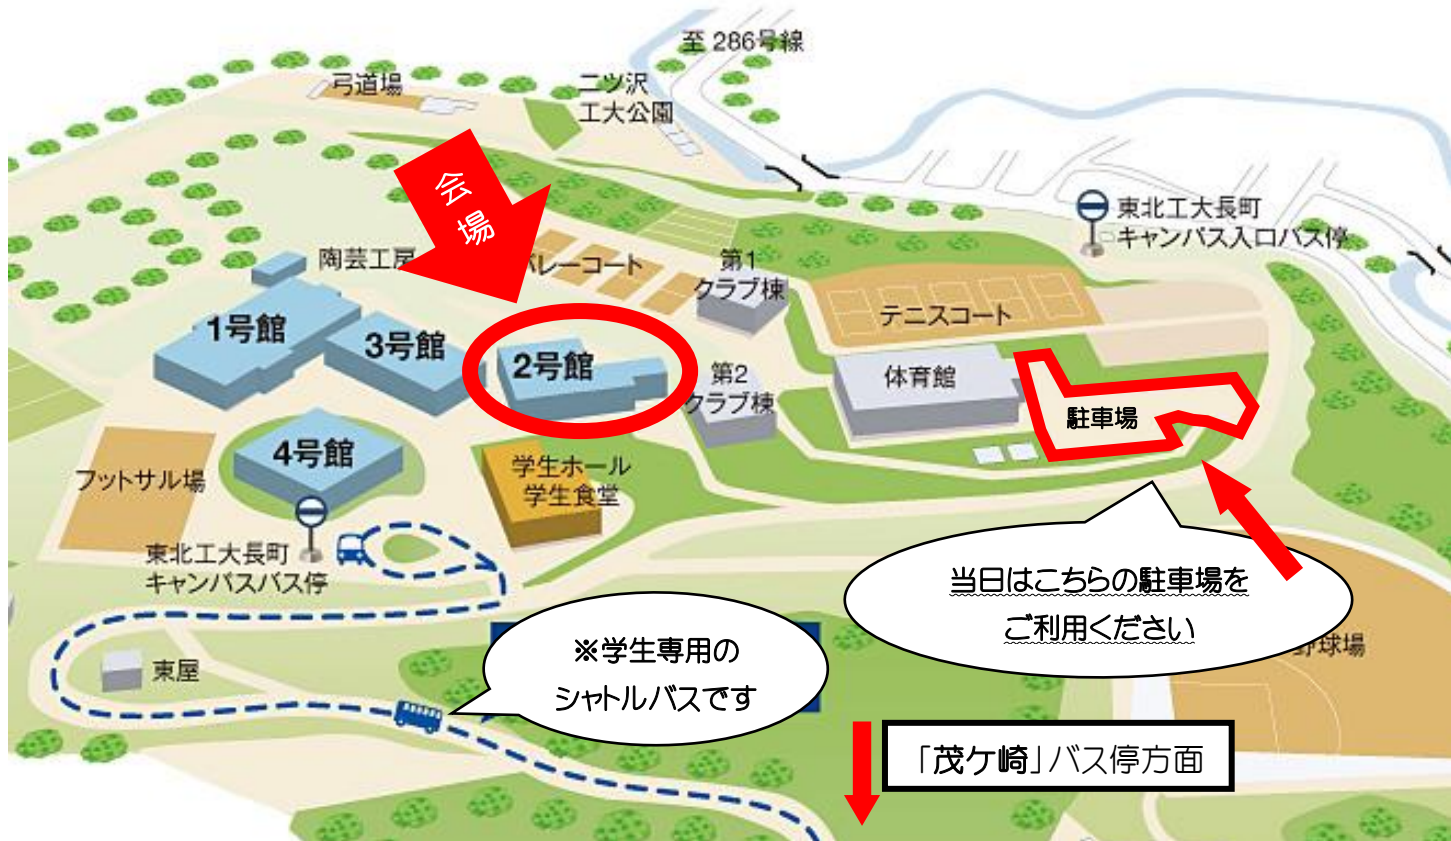 至 286号線
弓道場
二ツ沢
工大公園
会
場
東北工大長町
キャンパス入口バス停
陶芸工房
バレーコート
第1
クラブ棟
テニスコート
1号館
3号館
2号館
第2
クラブ棟
体育館
駐車場
4号館
フットサル場
学生ホール
学生食堂
東北工大長町
キャンパスバス停
当日はこちらの駐車場を
ご利用ください
※学生専用の
シャトルバスです
東屋
野球場
「茂ケ崎」バス停方面